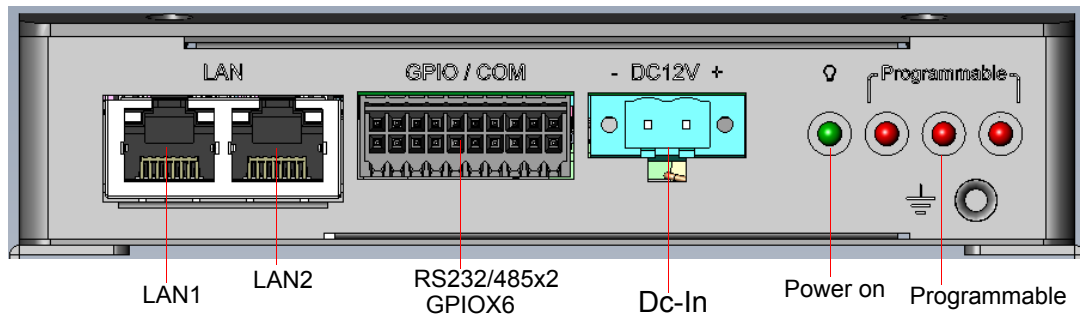 LAN
GPIO / COM
- DC12V +
Programmable
LAN1
LAN2
RS232/485x2
GPIOX6
Dc-In
Power on
Programmable